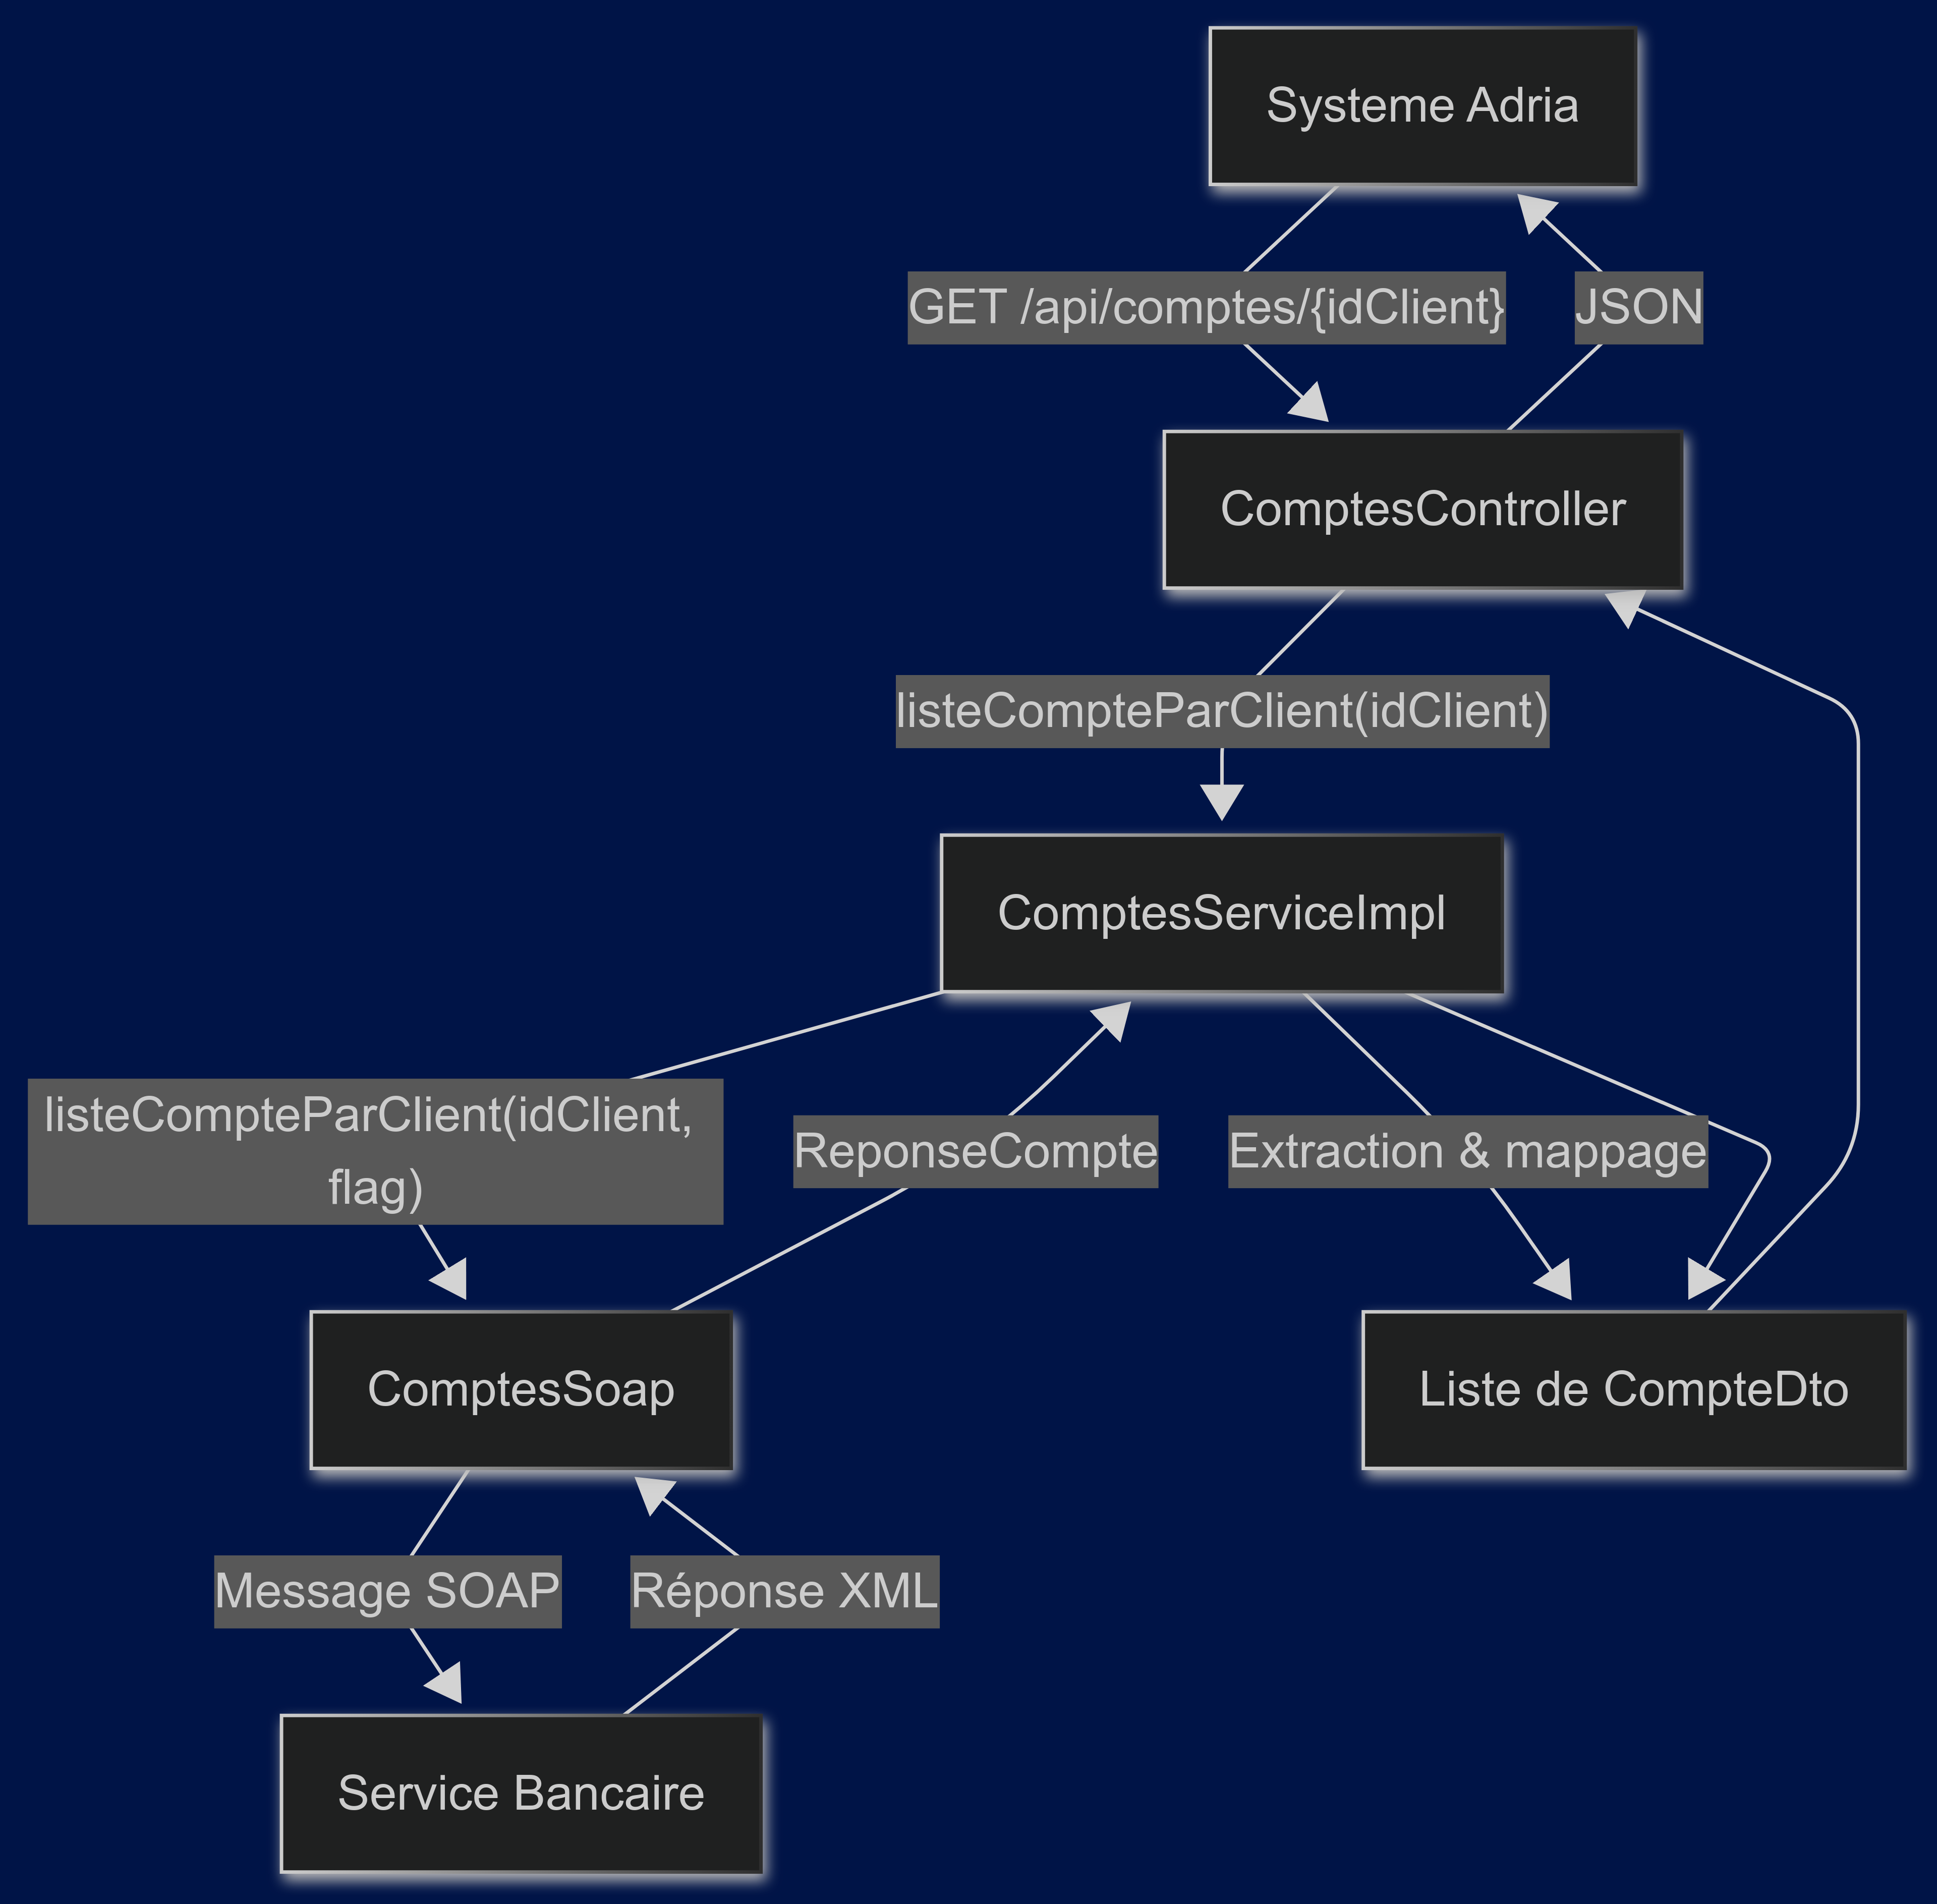 Systeme Adria
GET /api/comptes/{idClient}
JSON
ComptesController
listeCompteParClient(idClient)
ComptesServiceImpl
listeCompteParClient(idClient,
flag)
ReponseCompte
Extraction & mappage
ComptesSoap
Liste de CompteDto
Message SOAP
Réponse XML
Service Bancaire